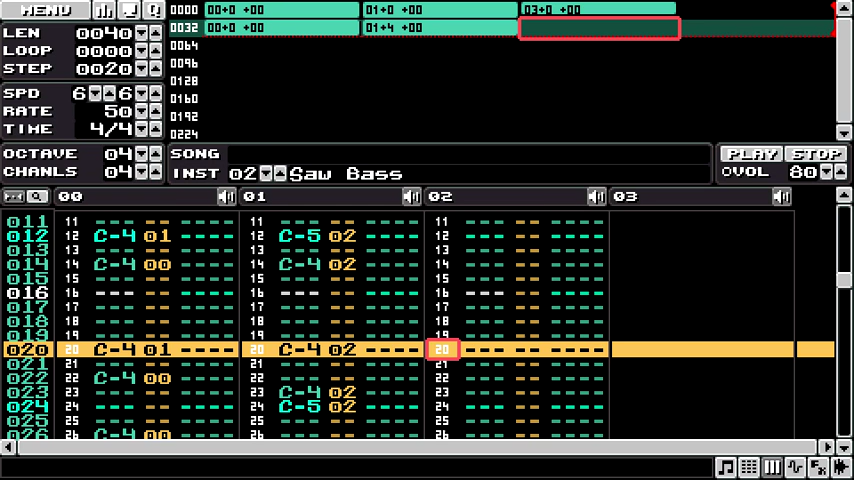 MENU
LEN 0040
LOOP 0000
STEP 0020
SPD 6 6
RATE 50
TIME 4/4
OCTAVE 04
CHANLS 04
0000 00+0 +00 01+0 +00 03+0 +00
0032 00+0 +00 01+4 +00
0064
0096
0128
0160
0192
0224
SONG
INST 02 Saw Bass
PLAY STOP
VOL 80
00 01 02 03
011 11 --- -- ---- 11 --- -- ---- 11 --- -- ----
012 12 C-4 01 ---- 12 C-5 02 ---- 12 --- -- ----
013 13 --- -- ---- 13 --- -- ---- 13 --- -- ----
014 14 C-4 00 ---- 14 C-4 02 ---- 14 --- -- ----
015 15 --- -- ---- 15 --- -- ---- 15 --- -- ----
016 16 --- -- ---- 16 --- -- ---- 16 --- -- ----
017 17 --- -- ---- 17 --- -- ---- 17 --- -- ----
018 18 --- -- ---- 18 --- -- ---- 18 --- -- ----
019 19 --- -- ---- 19 --- -- ---- 19 --- -- ----
020 20 C-4 01 ---- 20 C-4 02 ---- 20 --- -- ----
021 21 --- -- ---- 21 --- -- ---- 21 --- -- ----
022 22 C-4 00 ---- 22 --- -- ---- 22 --- -- ----
023 23 --- -- ---- 23 C-4 02 ---- 23 --- -- ----
024 24 --- -- ---- 24 C-5 02 ---- 24 --- -- ----
025 25 --- -- ---- 25 --- -- ---- 25 --- -- ----
026 26 C-4 00 ---- 26 --- -- ---- 26 --- -- ----